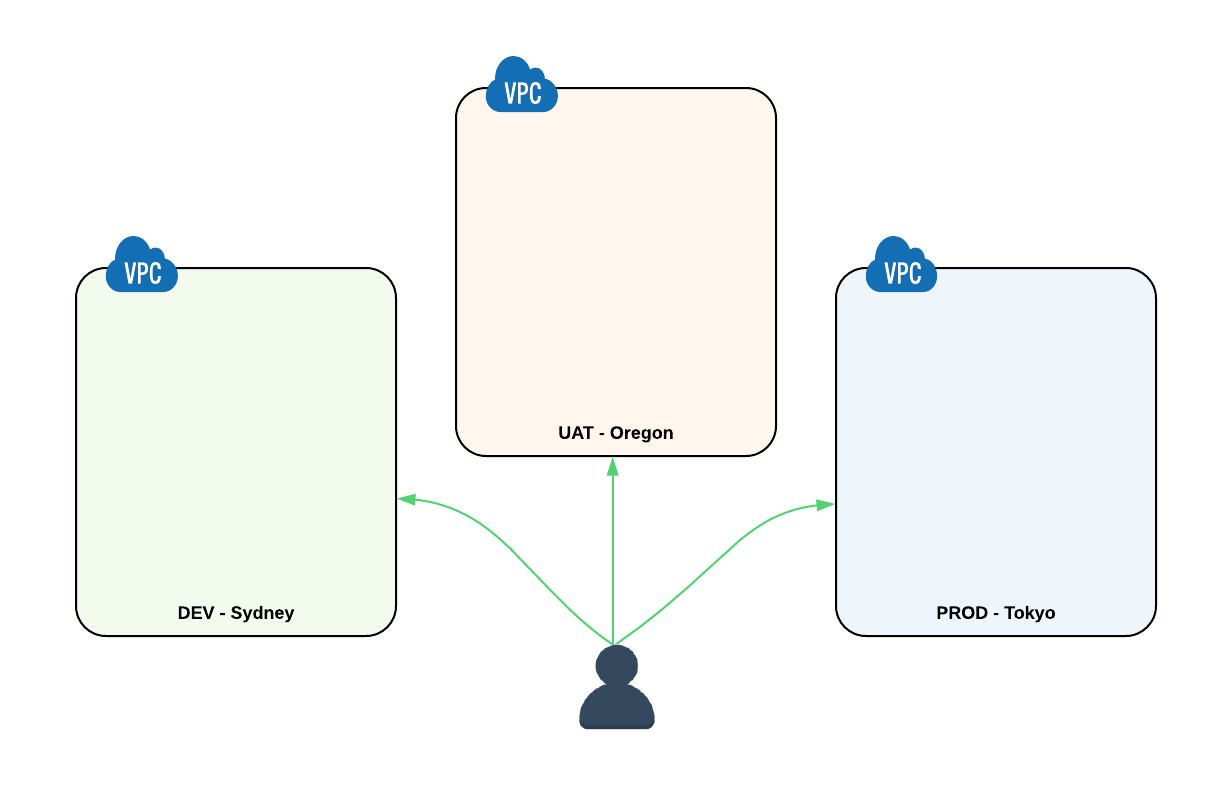 VPC
UAT - Oregon
VPC
DEV - Sydney
VPC
PROD - Tokyo